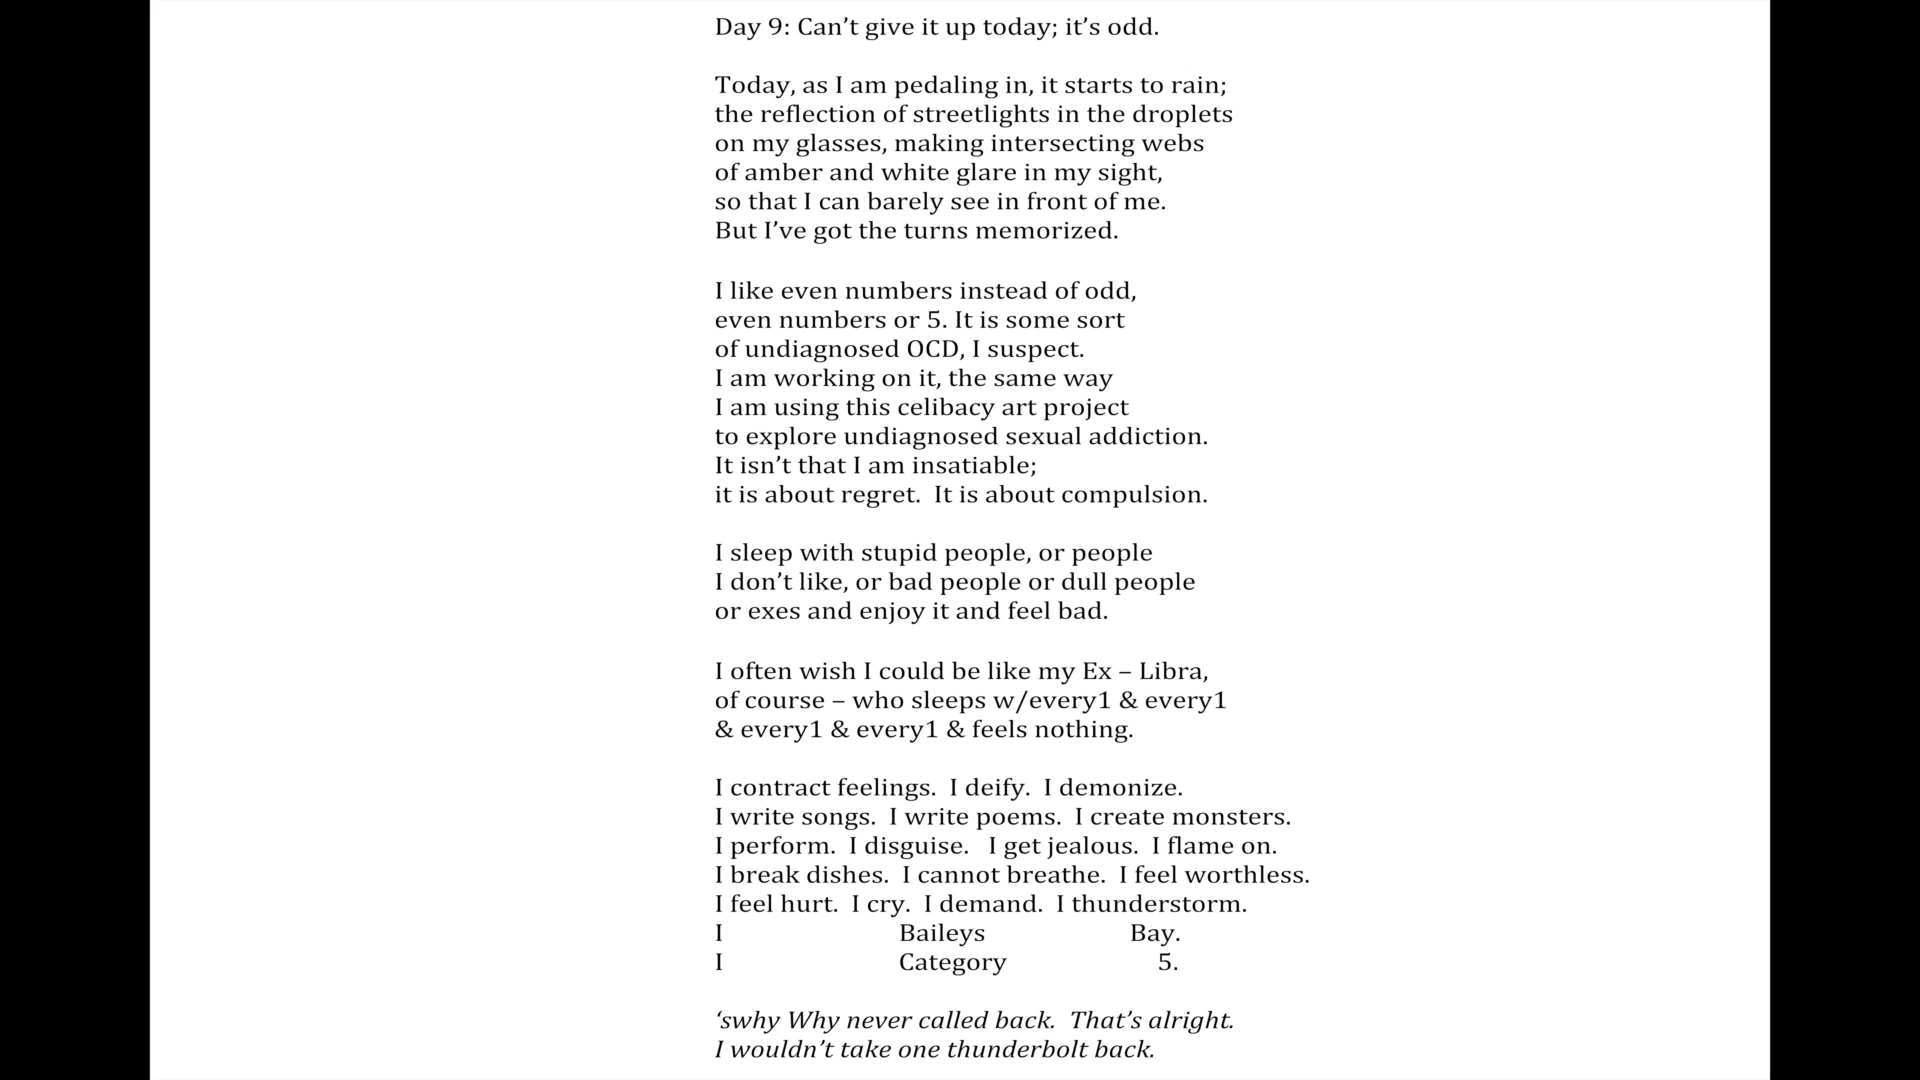 Day 9: Can’t give it up today; it’s odd.
Today, as I am pedaling in, it starts to rain;
the reflection of streetlights in the droplets
on my glasses, making intersecting webs
of amber and white glare in my sight,
so that I can barely see in front of me.
But I’ve got the turns memorized.
I like even numbers instead of odd,
even numbers or 5. It is some sort
of undiagnosed OCD, I suspect.
I am working on it, the same way
I am using this celibacy art project
to explore undiagnosed sexual addiction.
It isn’t that I am insatiable;
it is about regret.  It is about compulsion.
I sleep with stupid people, or people
I don’t like, or bad people or dull people
or exes and enjoy it and feel bad.
I often wish I could be like my Ex – Libra,
of course – who sleeps w/every1 & every1
& every1 & every1 & feels nothing.
I contract feelings.  I deify.  I demonize.
I write songs.  I write poems.  I create monsters.
I perform.  I disguise.   I get jealous.  I flame on.
I break dishes.  I cannot breathe.  I feel worthless.
I feel hurt.  I cry.  I demand.  I thunderstorm.
I Baileys Bay.
I Category 5.
‘swhy Why never called back.  That’s alright.
I wouldn’t take one thunderbolt back.